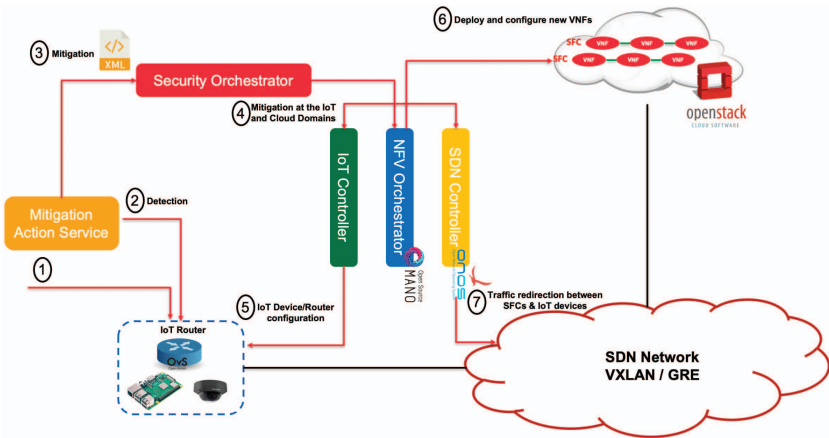 6
Deploy and configure new VNFs
SFC
VNF
VNF
VNF
SFC
VNF
VNF
VNF
3
Mitigation
</>
XML
Security Orchestrator
openstack
CLOUD SOFTWARE
4
Mitigation at the IoT
and Cloud Domains
IoT Controller
NFV Orchestrator
SDN Controller
2
Detection
Mitigation
Action Service
Open Source
MANO
onos
1
5
IoT Device/Router
configuration
7
Traffic redirection between
SFCs & IoT devices
IoT Router
OvS
SDN Network
VXLAN / GRE